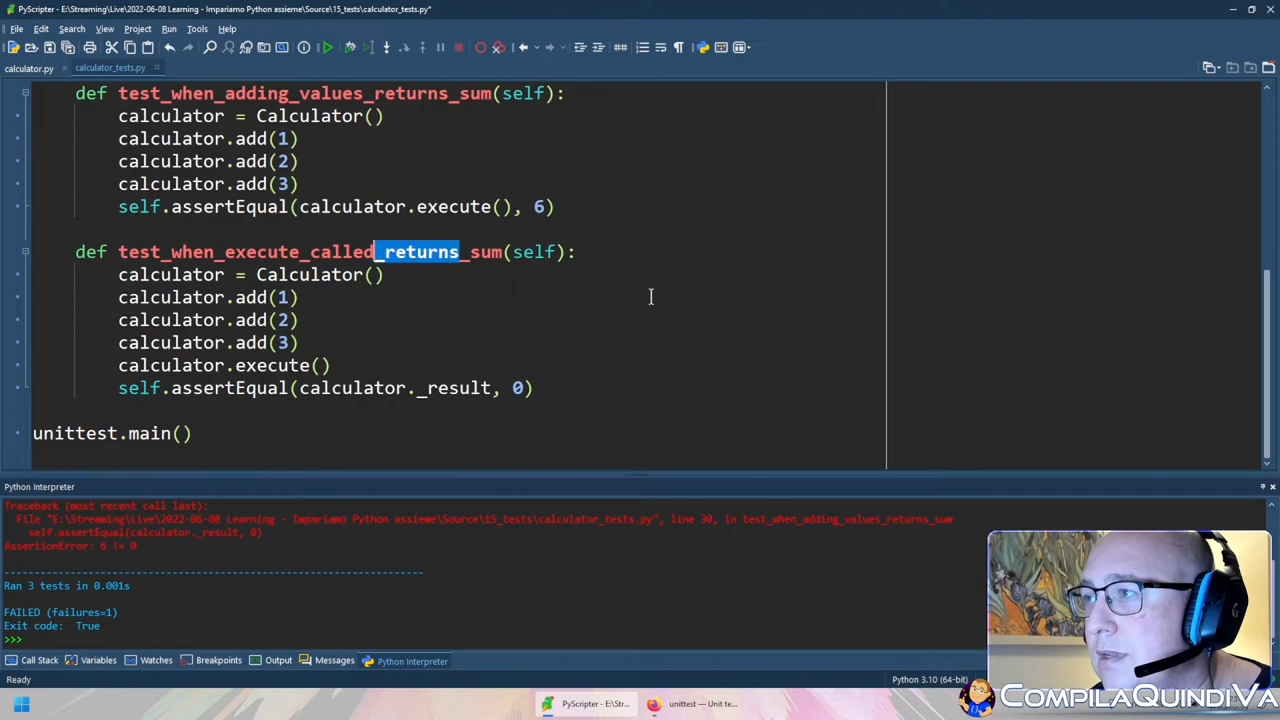 PyScripter - E:\Streaming\Live\2022-06-08 Learning - Impariamo Python assieme\Source\15_tests\calculator_tests.py*
File Edit Search View Project Run Tools Help
calculator.py calculator_tests.py
def test_when_adding_values_returns_sum(self):
calculator = Calculator()
calculator.add(1)
calculator.add(2)
calculator.add(3)
self.assertEqual(calculator.execute(), 6)
def test_when_execute_called_returns_sum(self):
calculator = Calculator()
calculator.add(1)
calculator.add(2)
calculator.add(3)
calculator.execute()
self.assertEqual(calculator._result, 0)
unittest.main()
Python Interpreter
Traceback (most recent call last):
File "E:\Streaming\Live\2022-06-08 Learning - Impariamo Python assieme\Source\15_tests\calculator_tests.py", line 30, in test_when_adding_values_returns_sum
self.assertEqual(calculator._result, 0)
AssertionError: 6 != 0
----------------------------------------------------------------------
Ran 3 tests in 0.001s
FAILED (failures=1)
Exit code: True
>>>
Call Stack Variables Watches Breakpoints Output Messages Python Interpreter
Ready Python 3.10 (64-bit)
PyScripter - E:\Stre... unittest — Unit te...
COMPILAQUINDIVA